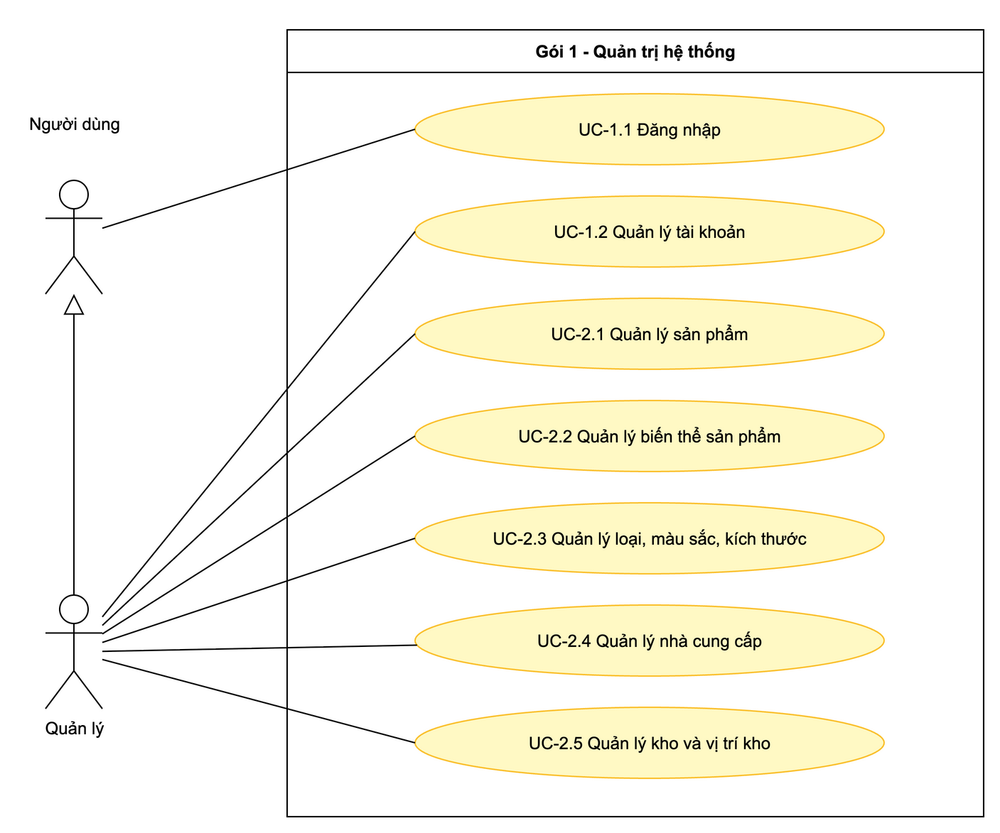 Gói 1 - Quản trị hệ thống
Người dùng
UC-1.1 Đăng nhập
UC-1.2 Quản lý tài khoản
UC-2.1 Quản lý sản phẩm
UC-2.2 Quản lý biến thể sản phẩm
UC-2.3 Quản lý loại, màu sắc, kích thước
UC-2.4 Quản lý nhà cung cấp
Quản lý
UC-2.5 Quản lý kho và vị trí kho